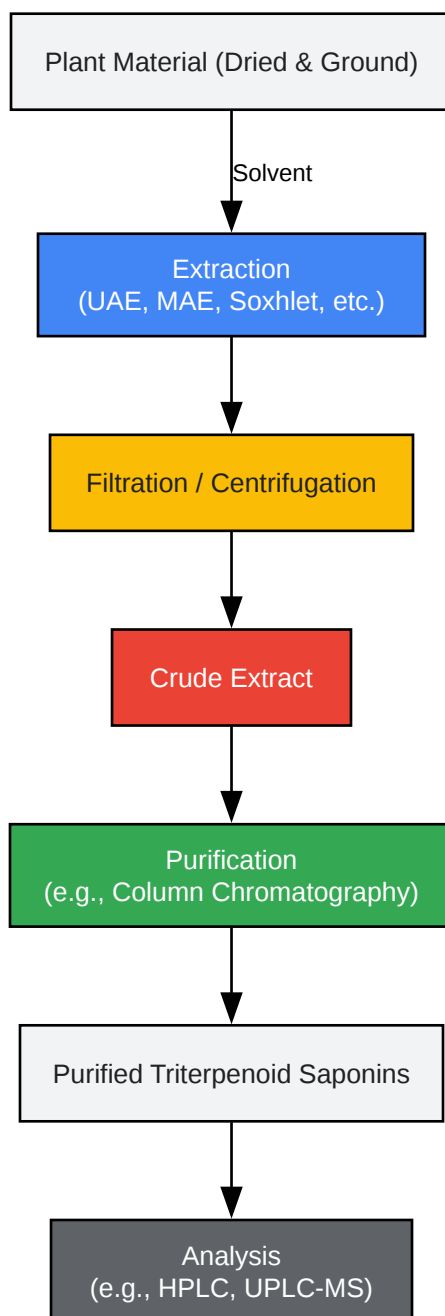 Plant Material (Dried & Ground)
Solvent
Extraction
(UAE, MAE, Soxhlet, etc.)
Filtration / Centrifugation
Crude Extract
Purification
(e.g., Column Chromatography)
Purified Triterpenoid Saponins
Analysis
(e.g., HPLC, UPLC-MS)